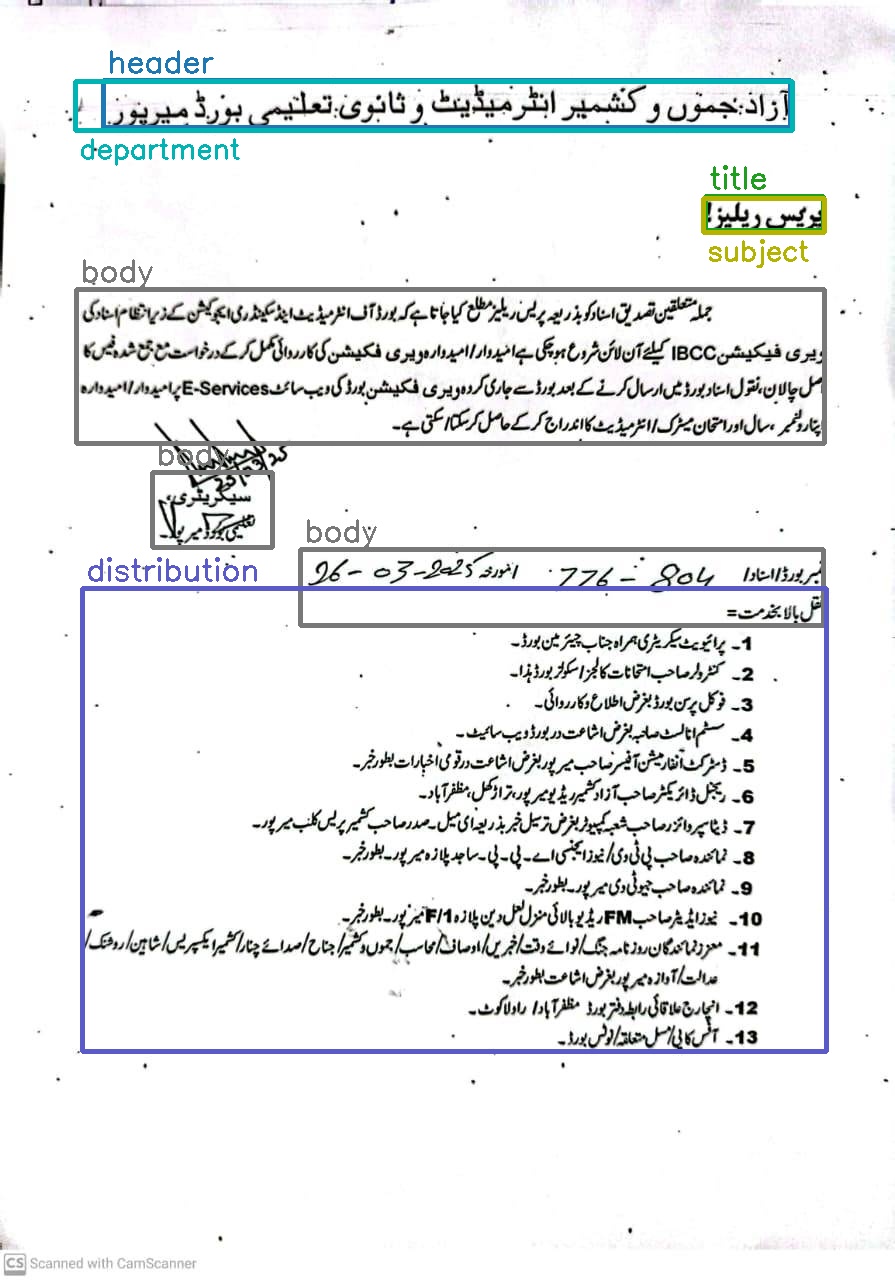 header
آزاد جموں و کشمیر انٹرمیڈیٹ و ثانوی تعلیمی بورڈ میرپور
department
title
پریس ریلیز!
subject
body
جملہ متعلقین تصدیق اسناد کو بذریعہ پریس ریلیز مطلع کیا جاتا ہے کہ بورڈ آف انٹرمیڈیٹ اینڈ سکینڈری ایجوکیشن کے زیر انتظام اسناد کی
ویری فیکیشن IBCC کیلئے آن لائن شروع ہو چکی ہے امیدوار/امیدوارہ ویری فکیشن کی کارروائی مکمل کر کے درخواست مع جمع شدہ فیس کا
اصل چالان، نقول اسناد بورڈ میں ارسال کرنے کے بعد بورڈ سے جاری کردہ ویری فکیشن بورڈ کی ویب سائٹ E-Services پر امیدوار/امیدوارہ
اپنا رولنمبر، سال اور امتحان میٹرک/انٹرمیڈیٹ کا اندراج کر کے حاصل کر سکتا/سکتی ہے۔
body
سیکریٹری،
تعلیمی بورڈ میرپور۔
body
نمبر بورڈ/اسناد/ 776-804 /مورخہ 26-03-2025
distribution
نقل بالا بخدمت=
1۔ پرائیویٹ سیکریٹری ہمراہ جناب چیئرمین بورڈ۔
2۔ کنٹرولر صاحب امتحانات کالجز/سکولز بورڈ ہذا۔
3۔ فوکل پرسن بورڈ بغرض اطلاع و کارروائی۔
4۔ سسٹم انالسٹ صاحبہ بغرض اشاعت در بورڈ ویب سائیٹ۔
5۔ ڈسٹرکٹ انفارمیشن آفیسر صاحب میرپور بغرض اشاعت در قومی اخبارات بطور خبر۔
6۔ ریجنل ڈائریکٹر صاحب آزاد کشمیر ریڈیو میرپور، تراڑکھل، مظفرآباد۔
7۔ ڈیٹا سپروائزر صاحب شعبہ کمپیوٹر بغرض ترسیل خبر بذریعہ ای میل۔ صدر صاحب کشمیر پریس کلب میرپور۔
8۔ نمائندہ صاحب پی ٹی وی/نیوز ایجنسی اے۔پی۔پی۔ ساجد پلازہ میرپور۔ بطور خبر۔
9۔ نمائندہ صاحب جیو ٹی وی میرپور۔ بطور خبر۔
10۔ نیوز ایڈیٹر صاحب FM ریڈیو بالائی منزل لعل دین پلازہ F/1 میرپور۔ بطور خبر۔
11۔ معزز نمائندگان روزنامہ جنگ/نوائے وقت/خبریں/اوصاف/محاسب/جموں و کشمیر/جناح/صدائے چنار/کشمیر ایکسپریس/شاہین/
عدالت/آوازہ میرپور بغرض اشاعت بطور خبر۔
12۔ انچارج علاقائی رابطہ دفتر بورڈ مظفرآباد/راولاکوٹ۔
13۔ آفس کاپی/مسل متعلقہ/نوٹس بورڈ۔
CS Scanned with CamScanner